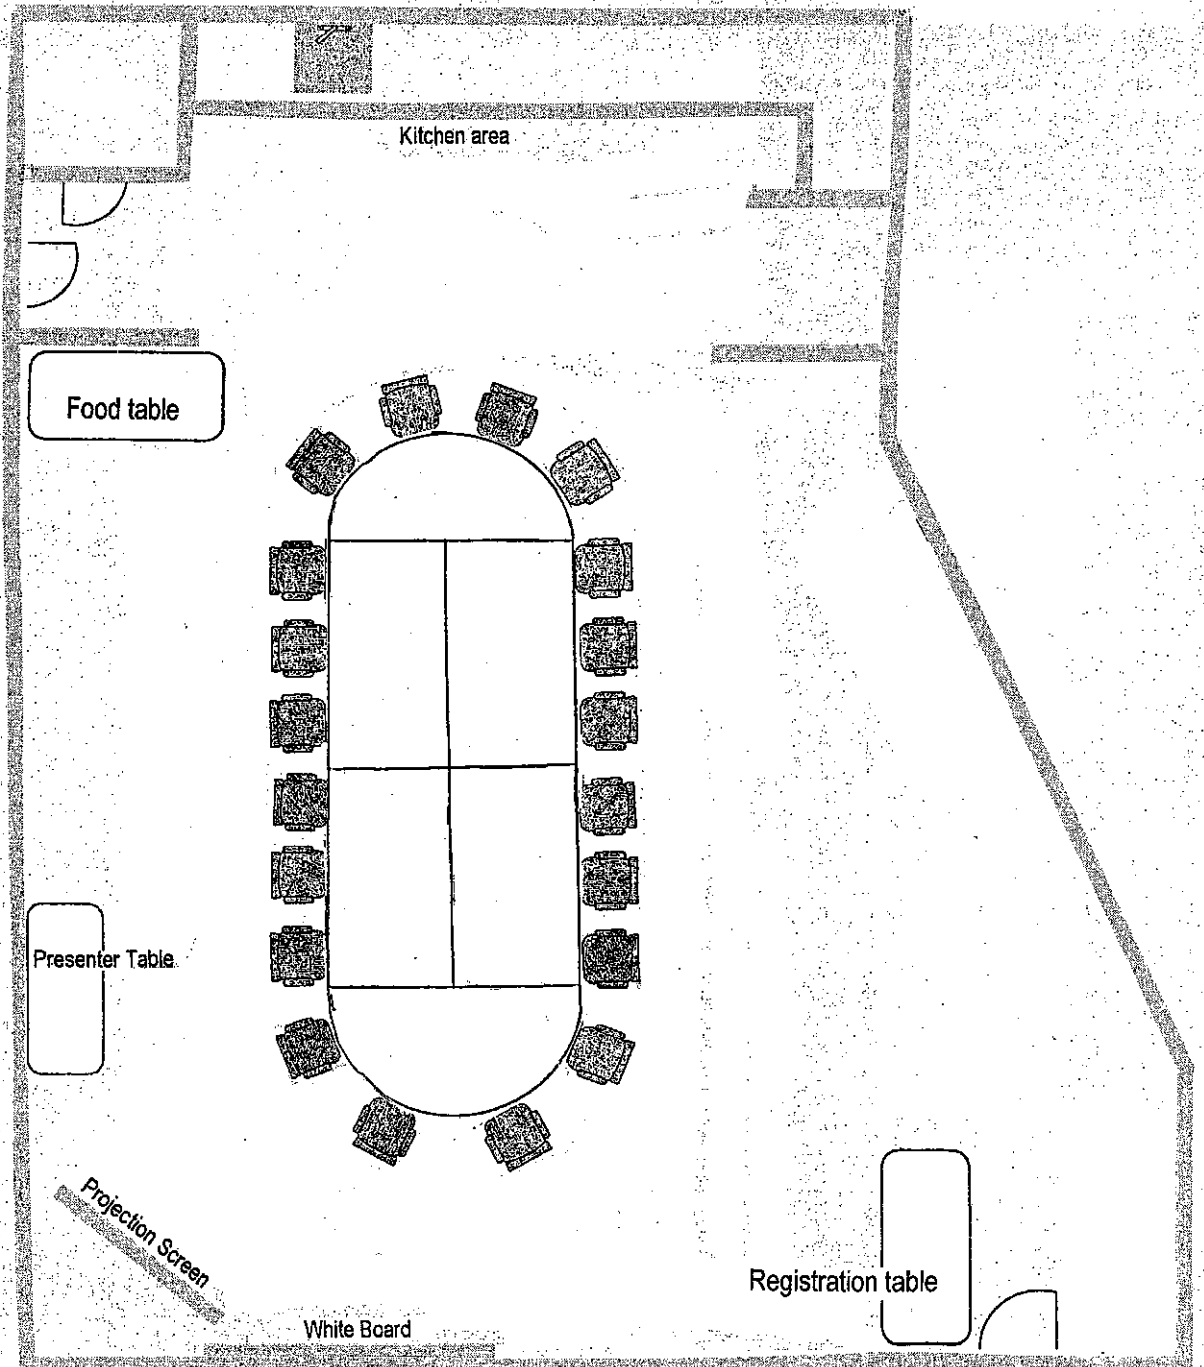 Kitchen area
Food table
Presenter Table
Projection Screen
Registration table
White Board